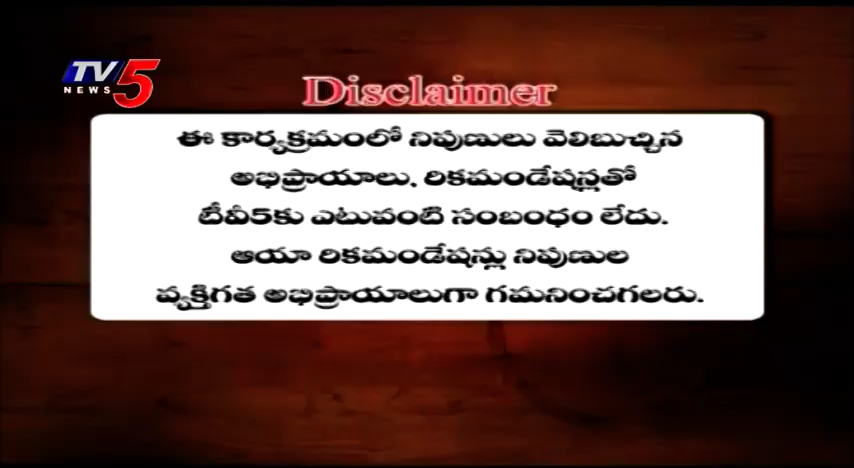 TV5
NEWS
Disclaimer
ఈ కార్యక్రమంలో నిపుణులు వెలిబుచ్చిన
అభిప్రాయాలు, రికమండేషన్లతో
టీవీ5కు ఎటువంటి సంబంధం లేదు.
ఆయా రికమండేషన్లు నిపుణుల
వ్యక్తిగత అభిప్రాయాలుగా గమనించగలరు.